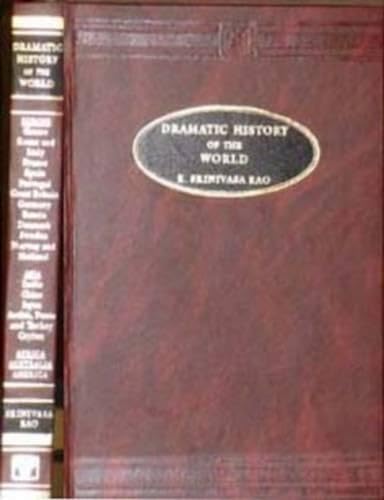 DRAMATIC
HISTORY
OF THE
WORLD
EUROPE
Greece
Rome and
Italy
France
Spain
Portugal
Great Britain
Germany
Russia
Denmark
Sweden
Norway and
Holland
ASIA
India
China
Japan
Arabia, Persia
and Turkey
Ceylon
AFRICA
AUSTRALIA
AMERICA
SRINIVASA
RAO
DRAMATIC HISTORY
OF THE
WORLD
K. SRINIVASA RAO